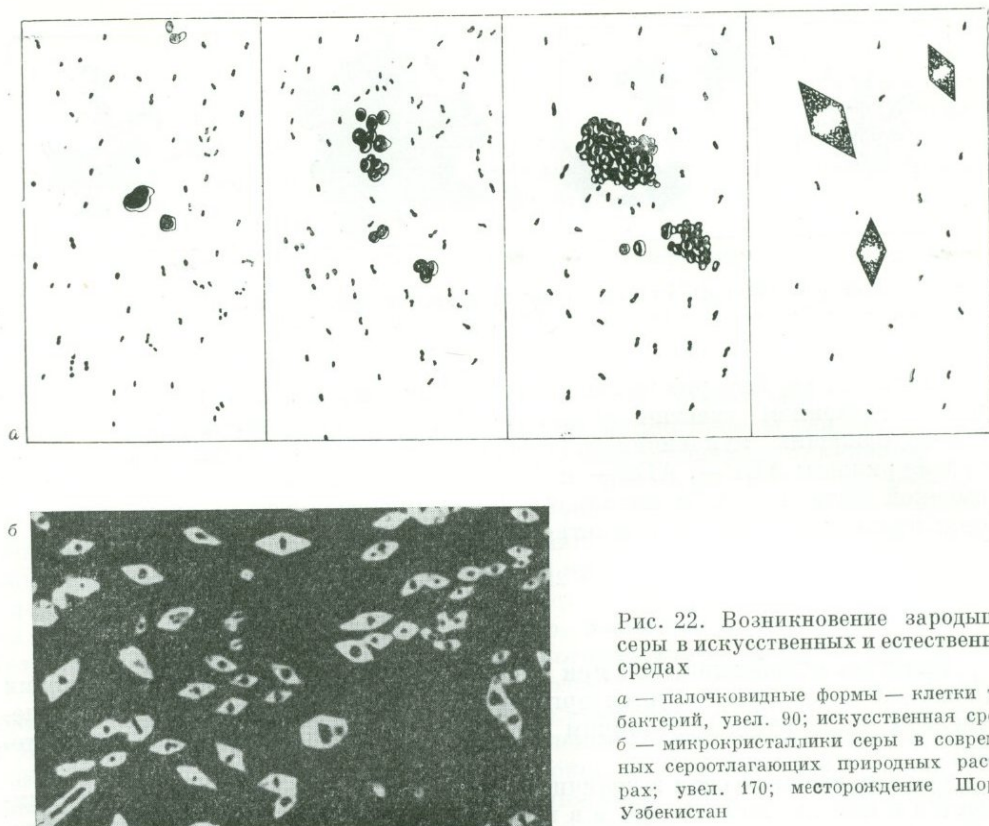 а
б
Рис. 22. Возникновение зародыш
серы в искусственных и естественн
средах
а — палочковидные формы — клетки т
бактерий, увел. 90; искусственная ср
б — микрокристаллики серы в соврем
ных сероотлагающих природных рас
рах; увел. 170; месторождение Шор
Узбекистан